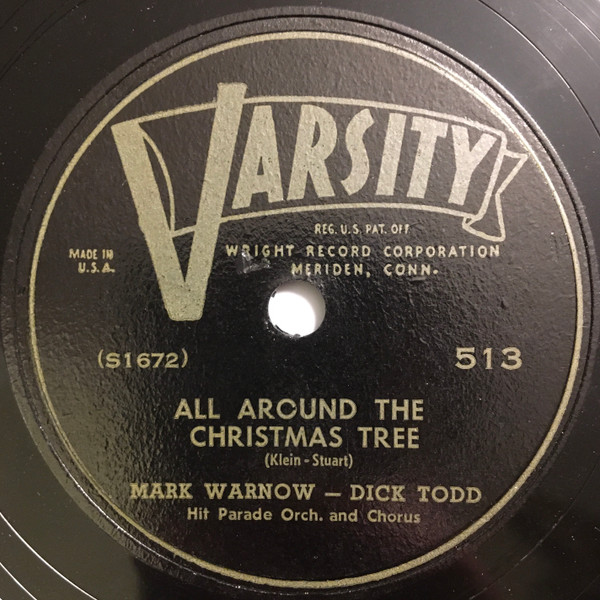 VARSITY
REG. U.S. PAT. OFF
MADE IN
U.S.A.
WRIGHT RECORD CORPORATION
MERIDEN, CONN.
(S1672)
513
ALL AROUND THE
CHRISTMAS TREE
(Klein - Stuart)
MARK WARNOW — DICK TODD
Hit Parade Orch. and Chorus